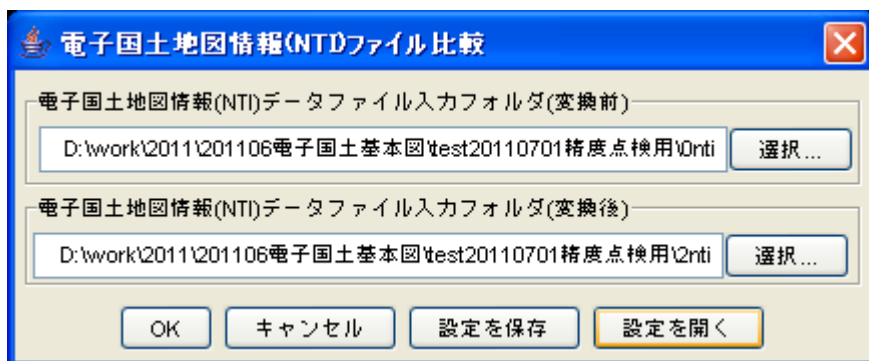 電子国土地図情報(NTI)ファイル比較
電子国土地図情報(NTI)データファイル入力フォルダ(変換前)
D:\work\2011\201106電子国土基本図\test20110701精度点検用\0nti
選択...
電子国土地図情報(NTI)データファイル入力フォルダ(変換後)
D:\work\2011\201106電子国土基本図\test20110701精度点検用\2nti
選択...
OK キャンセル 設定を保存 設定を開く